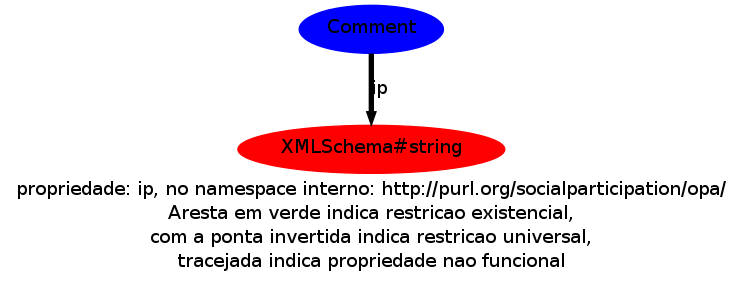 Comment
ip
XMLSchema#string
propriedade: ip, no namespace interno: http://purl.org/socialparticipation/opa/
Aresta em verde indica restricao existencial,
com a ponta invertida indica restricao universal,
tracejada indica propriedade nao funcional